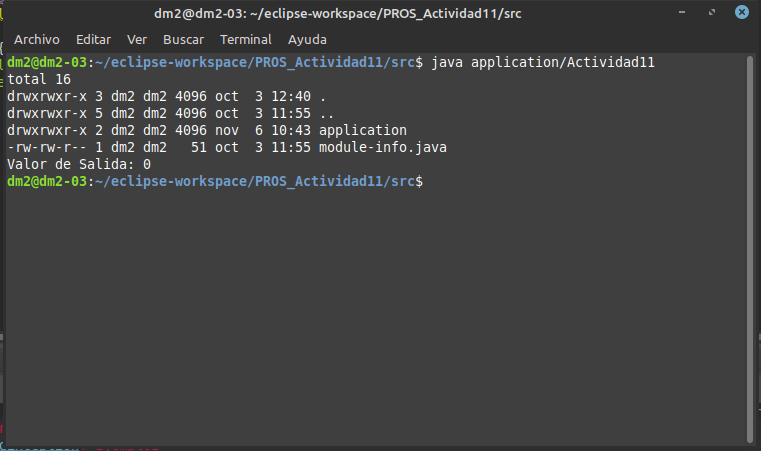 dm2@dm2-03: ~/eclipse-workspace/PROS_Actividad11/src
Archivo Editar Ver Buscar Terminal Ayuda
dm2@dm2-03:~/eclipse-workspace/PROS_Actividad11/src$ java application/Actividad11
total 16
drwxrwxr-x 3 dm2 dm2 4096 oct  3 12:40 .
drwxrwxr-x 5 dm2 dm2 4096 oct  3 11:55 ..
drwxrwxr-x 2 dm2 dm2 4096 nov  6 10:43 application
-rw-rw-r-- 1 dm2 dm2   51 oct  3 11:55 module-info.java
Valor de Salida: 0
dm2@dm2-03:~/eclipse-workspace/PROS_Actividad11/src$